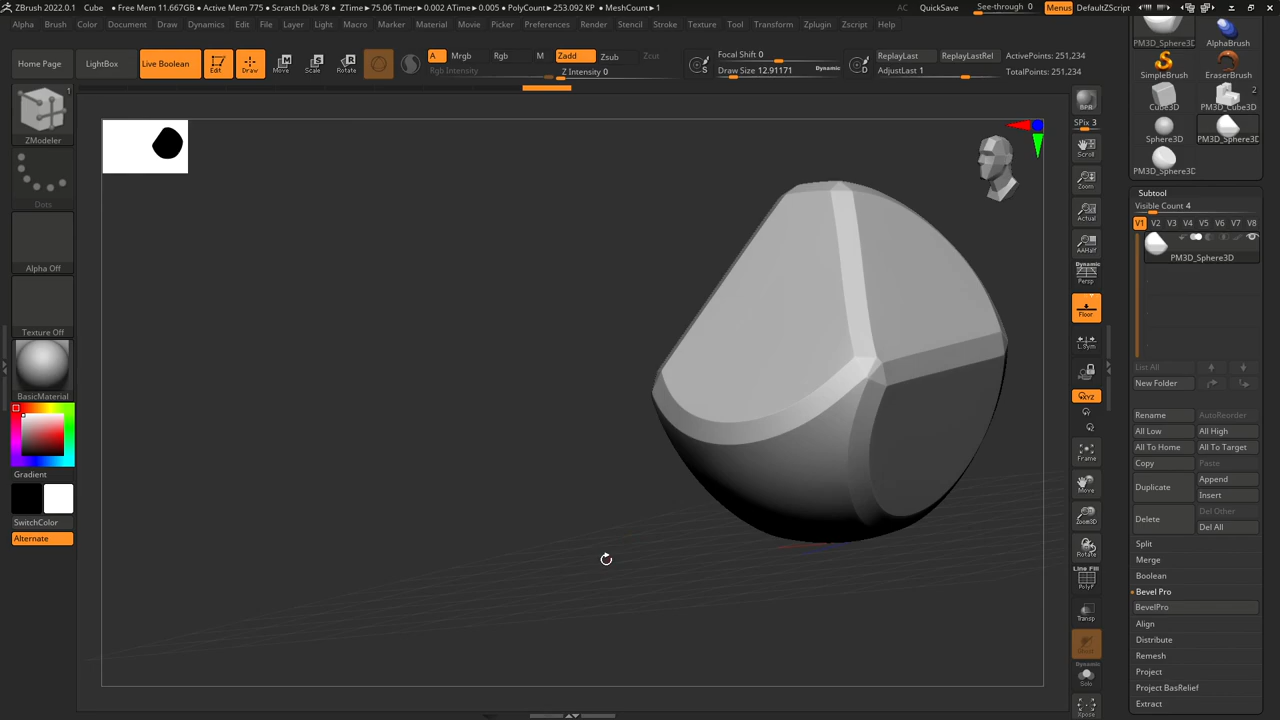 ZBrush 2022.0.1 Cube • Free Mem 11.667GB • Active Mem 775 • Scratch Disk 78 • ZTime▸75.06 Timer▸0.002 ATime▸0.005 • PolyCount▸253.092 KP • MeshCount▸1 AC QuickSave See-through 0 Menus DefaultZScript
Alpha Brush Color Document Draw Dynamics Edit File Layer Light Macro Marker Material Movie Picker Preferences Render Stencil Stroke Texture Tool Transform Zplugin Zscript Help
Home Page LightBox Live Boolean Edit Draw Move Scale Rotate
A Mrgb Rgb M Zadd Zsub Zcut
Rgb Intensity Z Intensity 0
S Focal Shift 0
Draw Size 12.91171 Dynamic
D ReplayLast ReplayLastRel
AdjustLast 1
ActivePoints: 251,234
TotalPoints: 251,234
1
ZModeler
Dots
Alpha Off
Texture Off
BasicMaterial
Gradient
SwitchColor
Alternate
BPR
SPix 3
Scroll
Zoom
Actual
AAHalf
Dynamic
Persp
Floor
L.Sym
XYZ
Frame
Move
Zoom3D
Rotate
Line Fill
PolyF
Transp
Ghost
Dynamic
Solo
Xpose
PM3D_Sphere3D AlphaBrush
SimpleBrush EraserBrush
2
Cube3D PM3D_Cube3D
Sphere3D PM3D_Sphere3D
PM3D_Sphere3D
Subtool
Visible Count 4
V1 V2 V3 V4 V5 V6 V7 V8
PM3D_Sphere3D
List All
New Folder
Rename AutoReorder
All Low All High
All To Home All To Target
Copy Paste
Duplicate Append
Insert
Delete Del Other
Del All
Split
Merge
Boolean
Bevel Pro
BevelPro
Align
Distribute
Remesh
Project
Project BasRelief
Extract